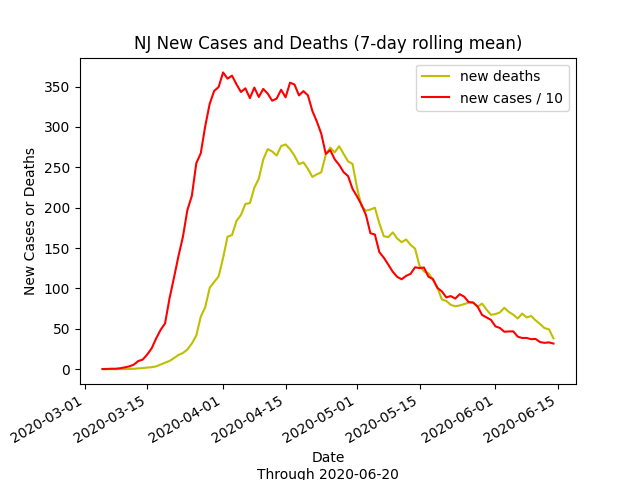 NJ New Cases and Deaths (7-day rolling mean)
new deaths
new cases / 10
350
300
250
200
150
100
50
0
New Cases or Deaths
2020-03-01
2020-03-15
2020-04-01
2020-04-15
2020-05-01
2020-05-15
2020-06-01
2020-06-15
Date
Through 2020-06-20